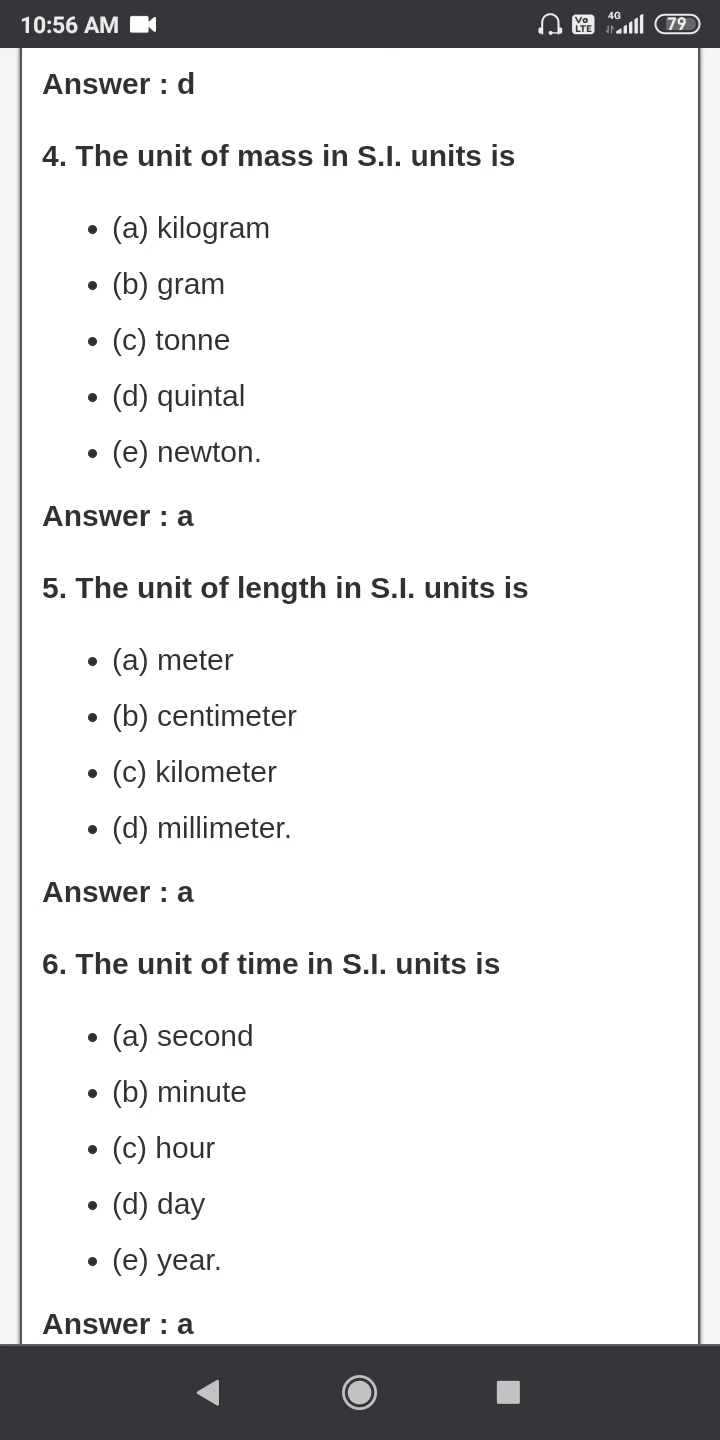 10:56 AM
Vo LTE 4G 79
Answer : d
4. The unit of mass in S.I. units is
• (a) kilogram
• (b) gram
• (c) tonne
• (d) quintal
• (e) newton.
Answer : a
5. The unit of length in S.I. units is
• (a) meter
• (b) centimeter
• (c) kilometer
• (d) millimeter.
Answer : a
6. The unit of time in S.I. units is
• (a) second
• (b) minute
• (c) hour
• (d) day
• (e) year.
Answer : a